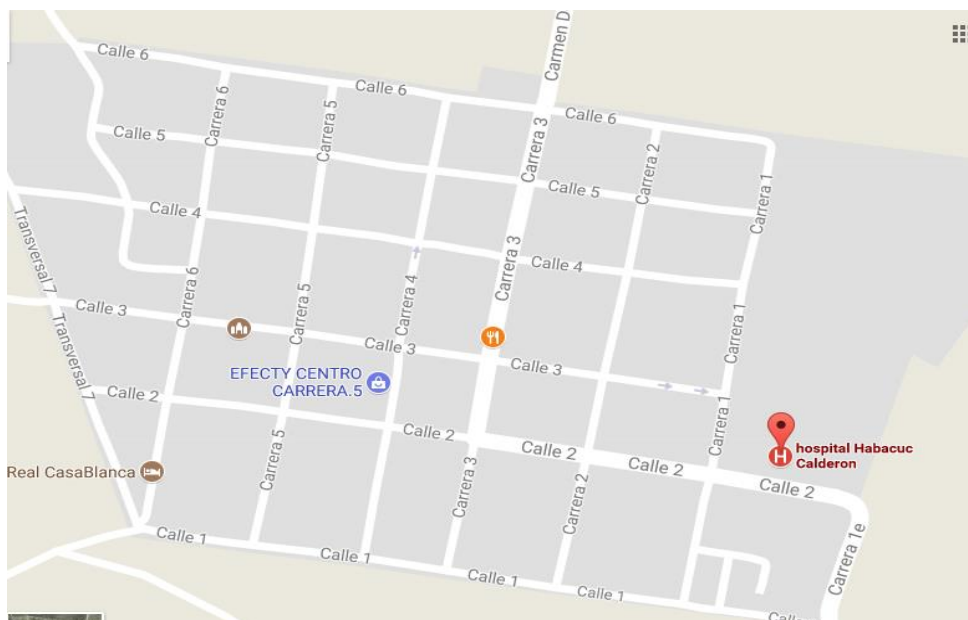 Carmen D
Calle 6
Calle 6
Calle 6
Carrera 6
Carrera 5
Carrera 3
Carrera 2
Carrera 1
Calle 5
Calle 5
Calle 4
Calle 4
Transversal 7
Carrera 6
Carrera 5
Carrera 4
Carrera 3
Carrera 1
Calle 3
Calle 3
Calle 3
Transversal 7
EFECTY CENTRO
CARRERA.5
Calle 2
Calle 2
Calle 2
Calle 2
Calle 2
Carrera 5
Carrera 3
Carrera 2
Carrera 1
H
hospital Habacuc
Calderon
Real CasaBlanca
Calle 1
Calle 1
Calle 1
Calle 1
Carrera 1e